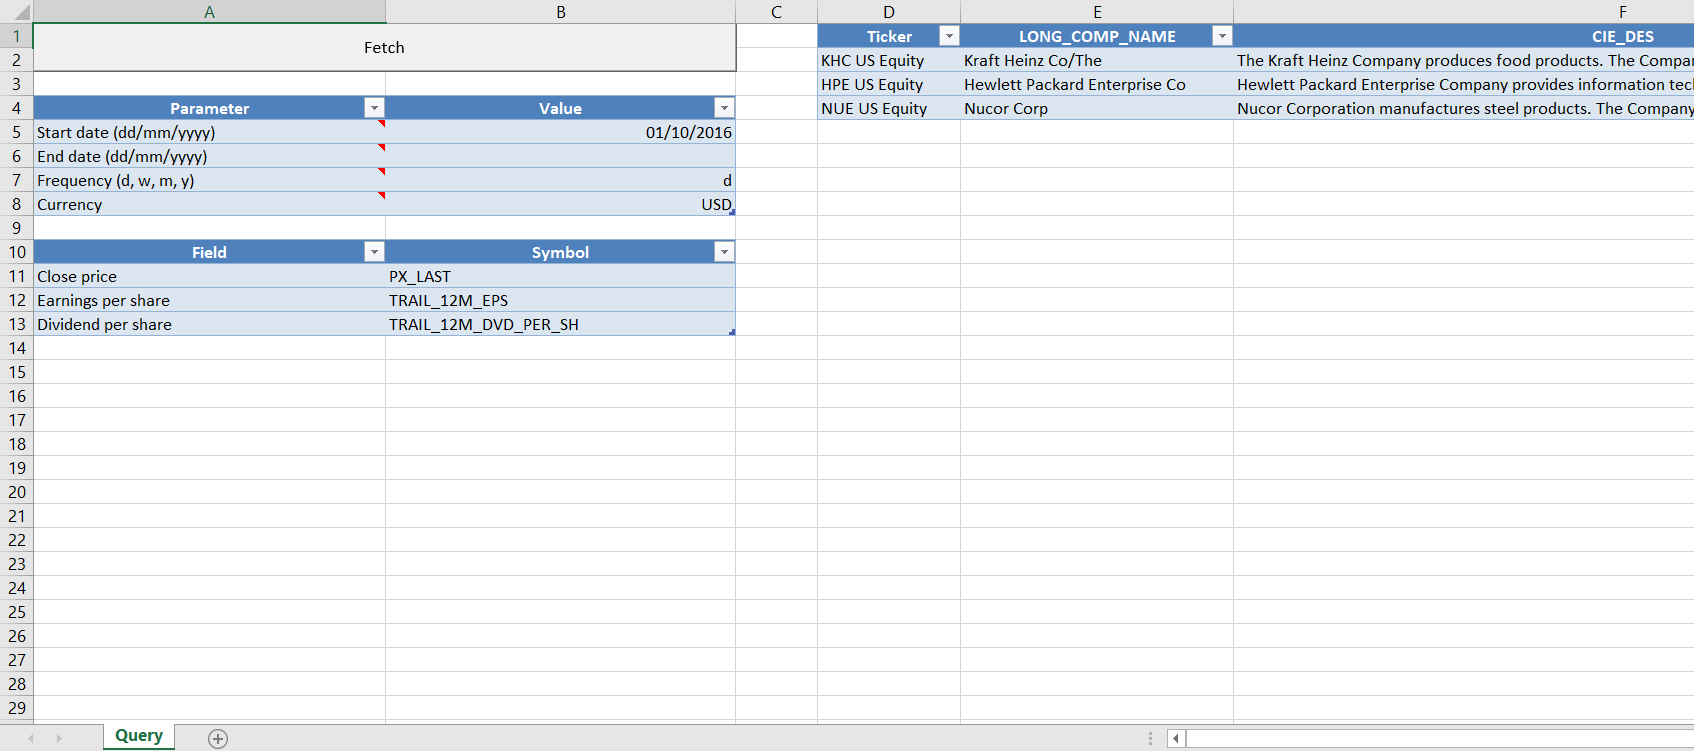 A B C D E F
1 Fetch Ticker LONG_COMP_NAME CIE_DES
2 KHC US Equity Kraft Heinz Co/The The Kraft Heinz Company produces food products. The Compan
3 HPE US Equity Hewlett Packard Enterprise Co Hewlett Packard Enterprise Company provides information tec
4 Parameter Value NUE US Equity Nucor Corp Nucor Corporation manufactures steel products. The Company
5 Start date (dd/mm/yyyy) 01/10/2016
6 End date (dd/mm/yyyy)
7 Frequency (d, w, m, y) d
8 Currency USD
9
10 Field Symbol
11 Close price PX_LAST
12 Earnings per share TRAIL_12M_EPS
13 Dividend per share TRAIL_12M_DVD_PER_SH
14
15
16
17
18
19
20
21
22
23
24
25
26
27
28
29
Query